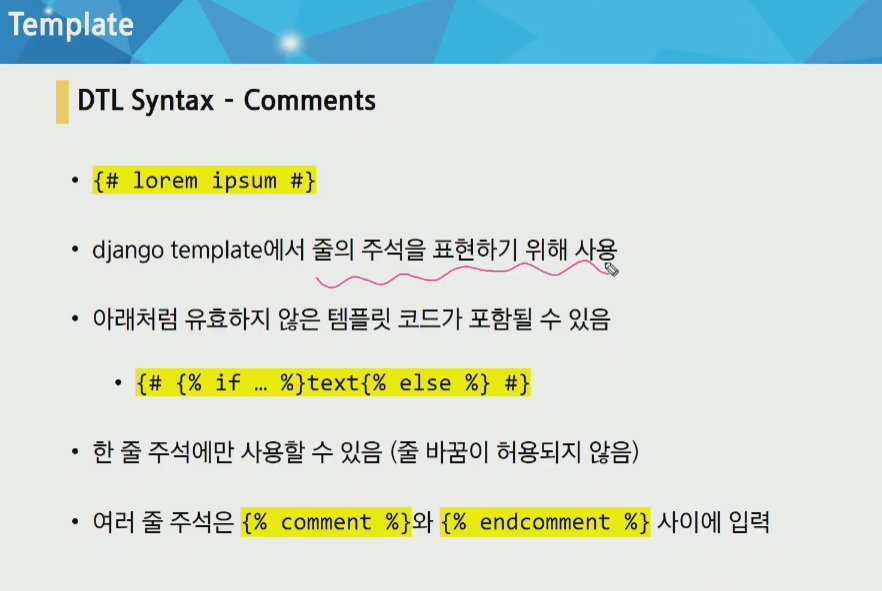 Template
DTL Syntax - Comments
• {# lorem ipsum #}
• django template에서 줄의 주석을 표현하기 위해 사용
• 아래처럼 유효하지 않은 템플릿 코드가 포함될 수 있음
• {# {% if … %}text{% else %} #}
• 한 줄 주석에만 사용할 수 있음 (줄 바꿈이 허용되지 않음)
• 여러 줄 주석은 {% comment %}와 {% endcomment %} 사이에 입력